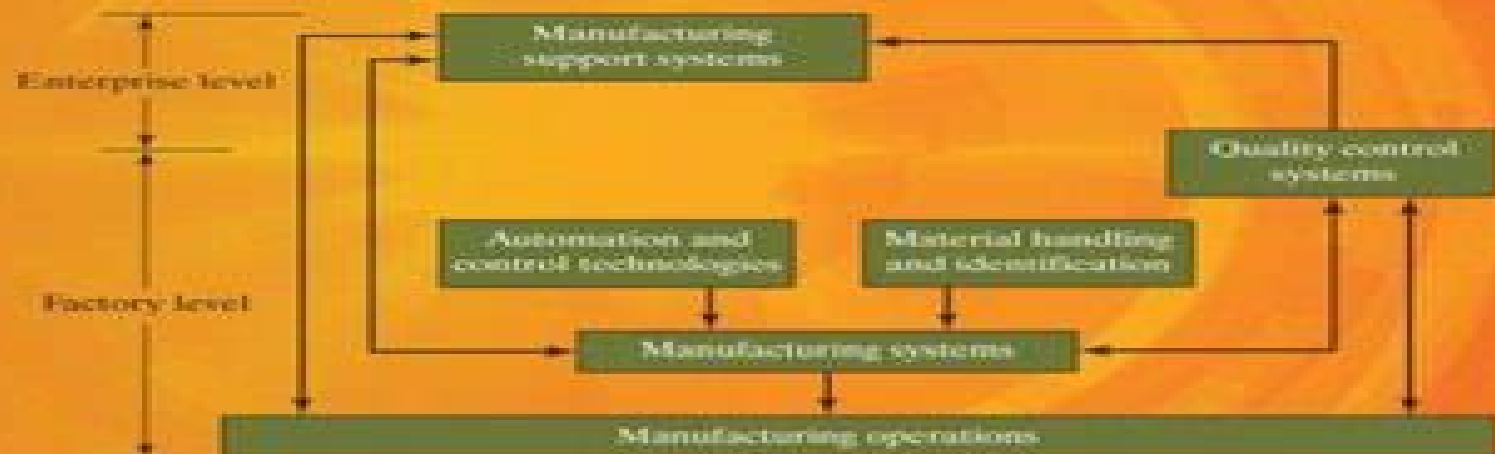 Manufacturing
support systems
Enterprise level
Quality control
systems
Automation and
control technologies
Material handling
and identification
Factory level
Manufacturing systems
Manufacturing operations